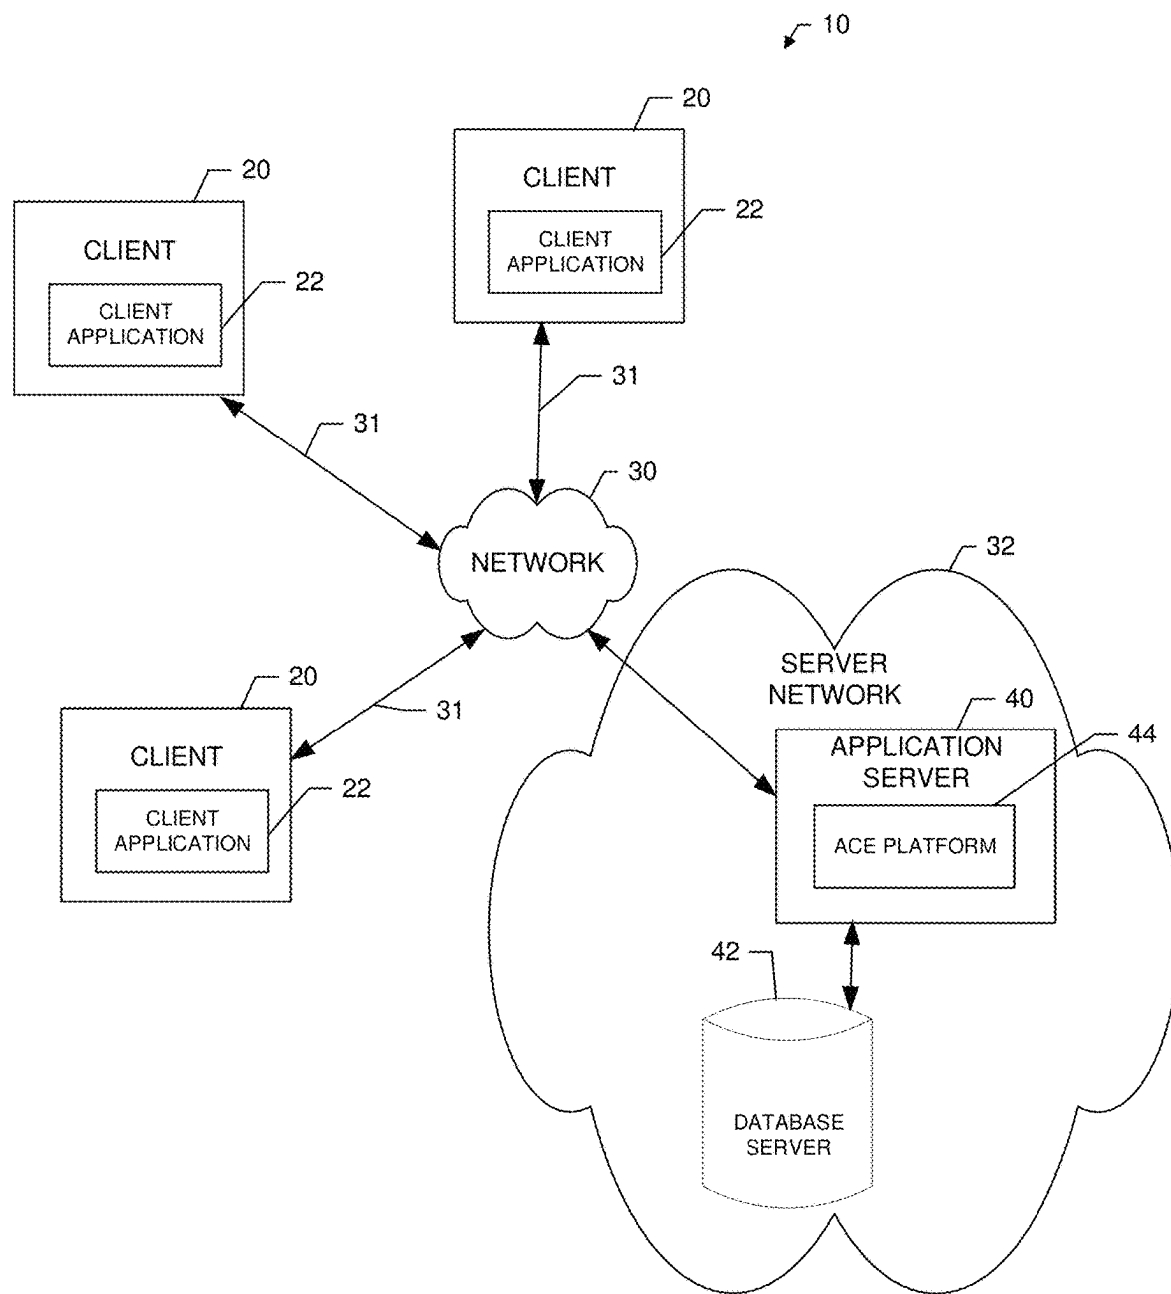 10
20
CLIENT
CLIENT
APPLICATION
22
20
CLIENT
CLIENT
APPLICATION
22
31
31
30
NETWORK
32
SERVER
NETWORK
20
CLIENT
CLIENT
APPLICATION
22
31
40
APPLICATION
SERVER
44
ACE PLATFORM
42
DATABASE
SERVER